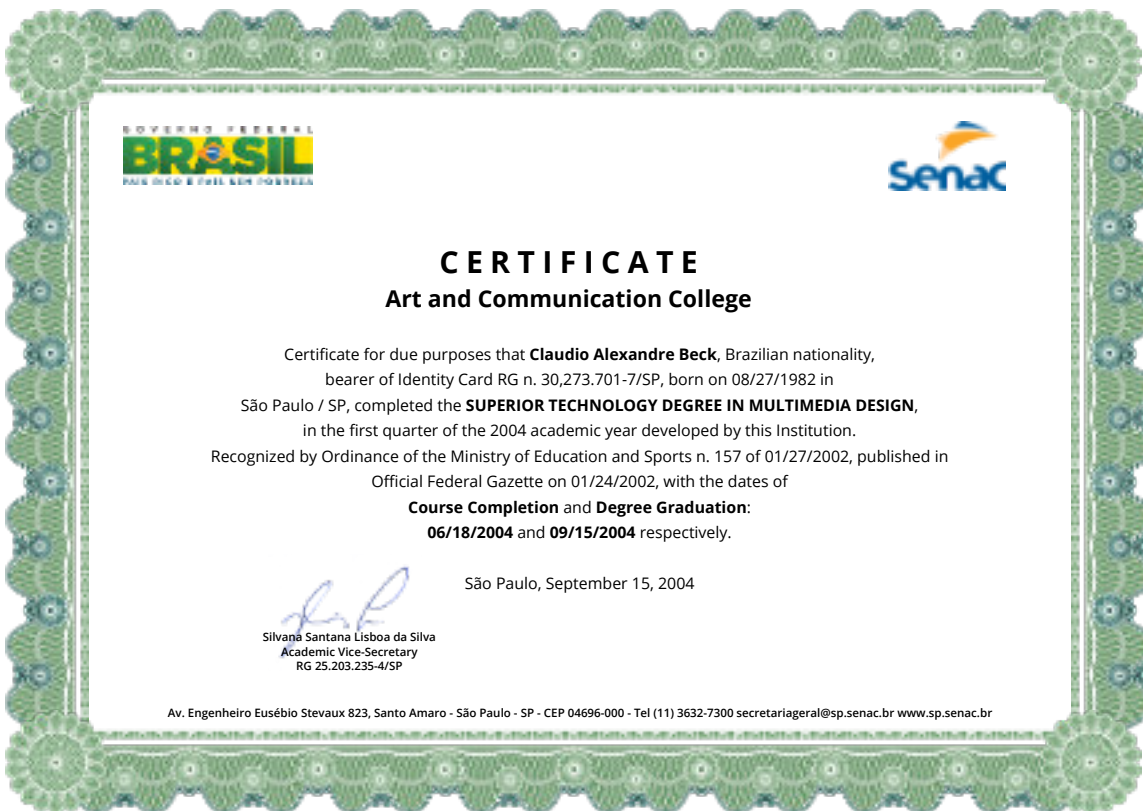 GOVERNO FEDERAL
BRASIL
PAÍS RICO É PAÍS SEM POBREZA
senac
CERTIFICATE
Art and Communication College
Certificate for due purposes that Claudio Alexandre Beck, Brazilian nationality,
bearer of Identity Card RG n. 30,273.701-7/SP, born on 08/27/1982 in
São Paulo / SP, completed the SUPERIOR TECHNOLOGY DEGREE IN MULTIMEDIA DESIGN,
in the first quarter of the 2004 academic year developed by this Institution.
Recognized by Ordinance of the Ministry of Education and Sports n. 157 of 01/27/2002, published in
Official Federal Gazette on 01/24/2002, with the dates of
Course Completion and Degree Graduation:
06/18/2004 and 09/15/2004 respectively.
São Paulo, September 15, 2004
Silvana Santana Lisboa da Silva
Academic Vice-Secretary
RG 25.203.235-4/SP
Av. Engenheiro Eusébio Stevaux 823, Santo Amaro - São Paulo - SP - CEP 04696-000 - Tel (11) 3632-7300 secretariageral@sp.senac.br www.sp.senac.br